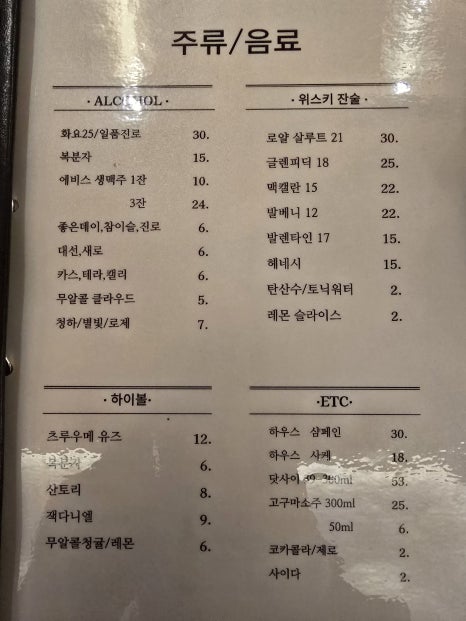 주류/음료
· ALCOHOL ·
화요25/일품진로 30.
복분자 15.
에비스 생맥주 1잔 10.
3잔 24.
좋은데이,참이슬,진로 6.
대선,새로 6.
카스,테라,켈리 6.
무알콜 클라우드 5.
청하/별빛/로제 7.
· 위스키 잔술 ·
로얄 살루트 21 30.
글렌피딕 18 25.
맥캘란 15 22.
발베니 12 22.
발렌타인 17 15.
헤네시 15.
탄산수/토닉워터 2.
레몬 슬라이스 2.
· 하이볼·
츠루우메 유즈 12.
복분자 6.
산토리 8.
잭다니엘 9.
무알콜청귤/레몬 6.
·ETC·
하우스 샴페인 30.
하우스 사케 18.
닷사이 39 300ml 53.
고구마소주 300ml 25.
50ml 6.
코카콜라/제로 2.
사이다 2.